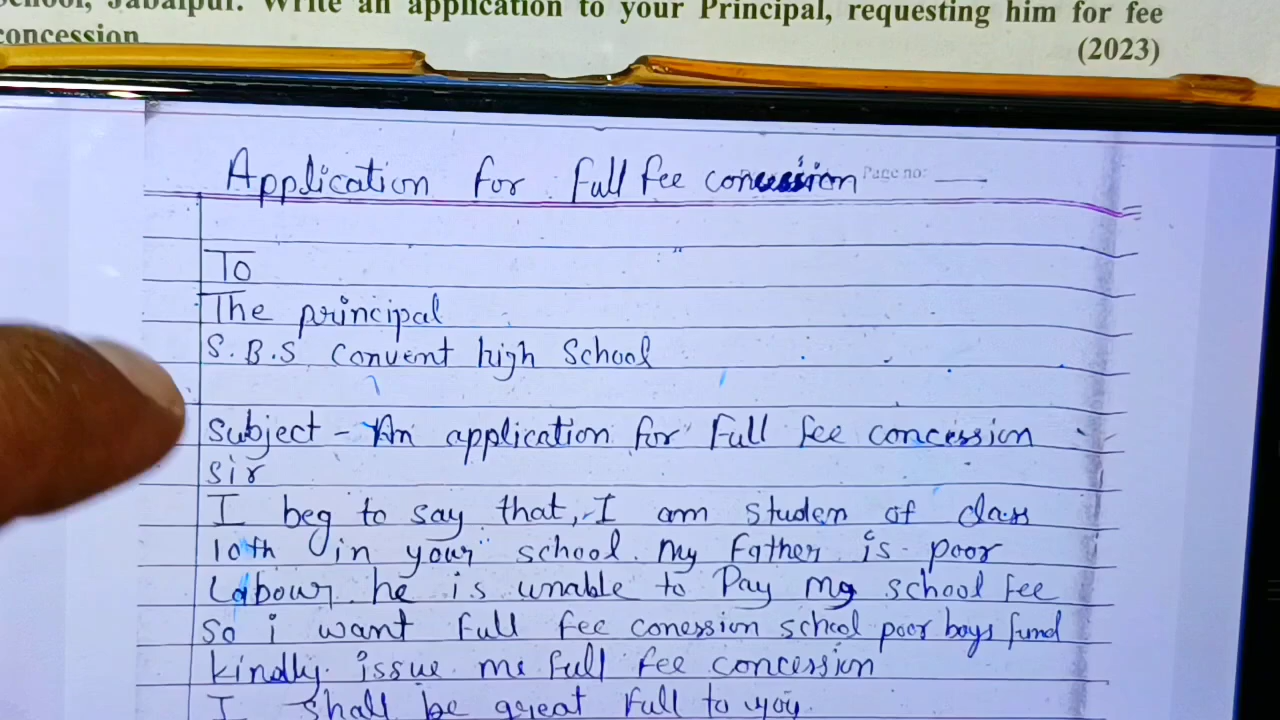 School, Jabalpur. Write an application to your Principal, requesting him for fee
concession
(2023)
Application for Full fee concession
Page no:
To
The principal
S.B.S Convent high School
Subject - An application for Full fee concession
Sir
I beg to say that, I am studen of class
10th in your school. My Father is poor
Labour he is unable to Pay my school Fee
So i want full fee conession school poor boys fund
kindly issue me full fee concession
I shall be great full to you.